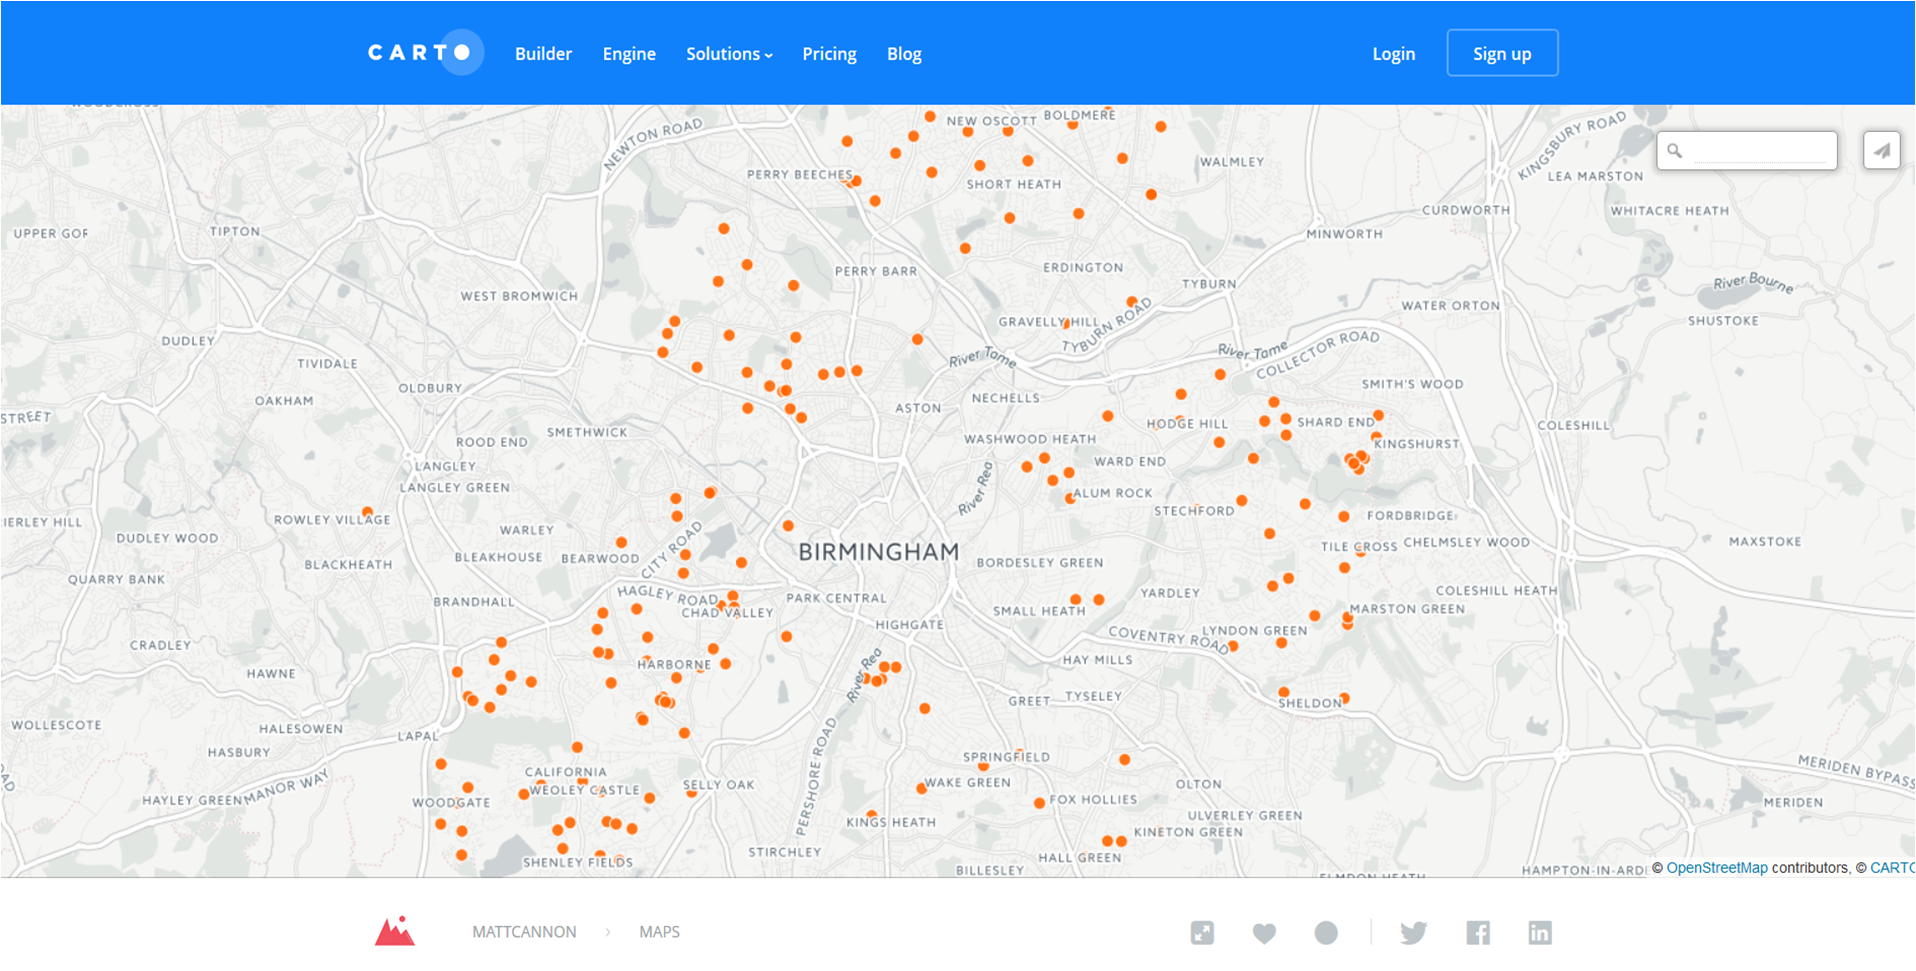 CARTO Builder Engine Solutions Pricing Blog Login Sign up
NEWTON ROAD
NEW OSCOTT
BOLDMERE
KINGSBURY ROAD
PERRY BEECHES
SHORT HEATH
WALMLEY
LEA MARSTON
UPPER GOR
TIPTON
CURDWORTH
WHITACRE HEATH
MINWORTH
WEST BROMWICH
PERRY BARR
ERDINGTON
TYBURN
River Bourne
WATER ORTON
SHUSTOKE
GRAVELLY HILL
TYBURN ROAD
DUDLEY
TIVIDALE
River Tame
River Tame
COLLECTOR ROAD
OLDBURY
SMITH'S WOOD
OAKHAM
NECHELLS
ASTON
STREET
SMETHWICK
HODGE HILL
SHARD END
COLESHILL
ROOD END
WASHWOOD HEATH
KINGSHURST
LANGLEY
WARD END
LANGLEY GREEN
River Rea
ALUM ROCK
STECHFORD
FORDBRIDGE
IERLEY HILL
ROWLEY VILLAGE
WARLEY
DUDLEY WOOD
CITY ROAD
BIRMINGHAM
TILE CROSS
CHELMSLEY WOOD
MAXSTOKE
BLACKHEATH
BLEAKHOUSE
BEARWOOD
BORDESLEY GREEN
QUARRY BANK
HAGLEY ROAD
PARK CENTRAL
YARDLEY
COLESHILL HEATH
BRANDHALL
CHAD VALLEY
SMALL HEATH
MARSTON GREEN
HIGHGATE
COVENTRY ROAD
LYNDON GREEN
CRADLEY
HAWNE
HARBORNE
River Rea
HAY MILLS
GREET
TYSELEY
SHELDON
WOLLESCOTE
HALESOWEN
LAPAL
HASBURY
PERSHORE ROAD
SPRINGFIELD
CALIFORNIA
MERIDEN BYPASS
HAYLEY GREEN
MANOR WAY
WEOLEY CASTLE
SELLY OAK
WAKE GREEN
OLTON
WOODGATE
FOX HOLLIES
MERIDEN
KINGS HEATH
ULVERLEY GREEN
KINETON GREEN
STIRCHLEY
SHENLEY FIELDS
HALL GREEN
BILLESLEY
ELMDON HEATH
HAMPTON-IN-ARDE
© OpenStreetMap contributors, © CARTO
MATTCANNON › MAPS